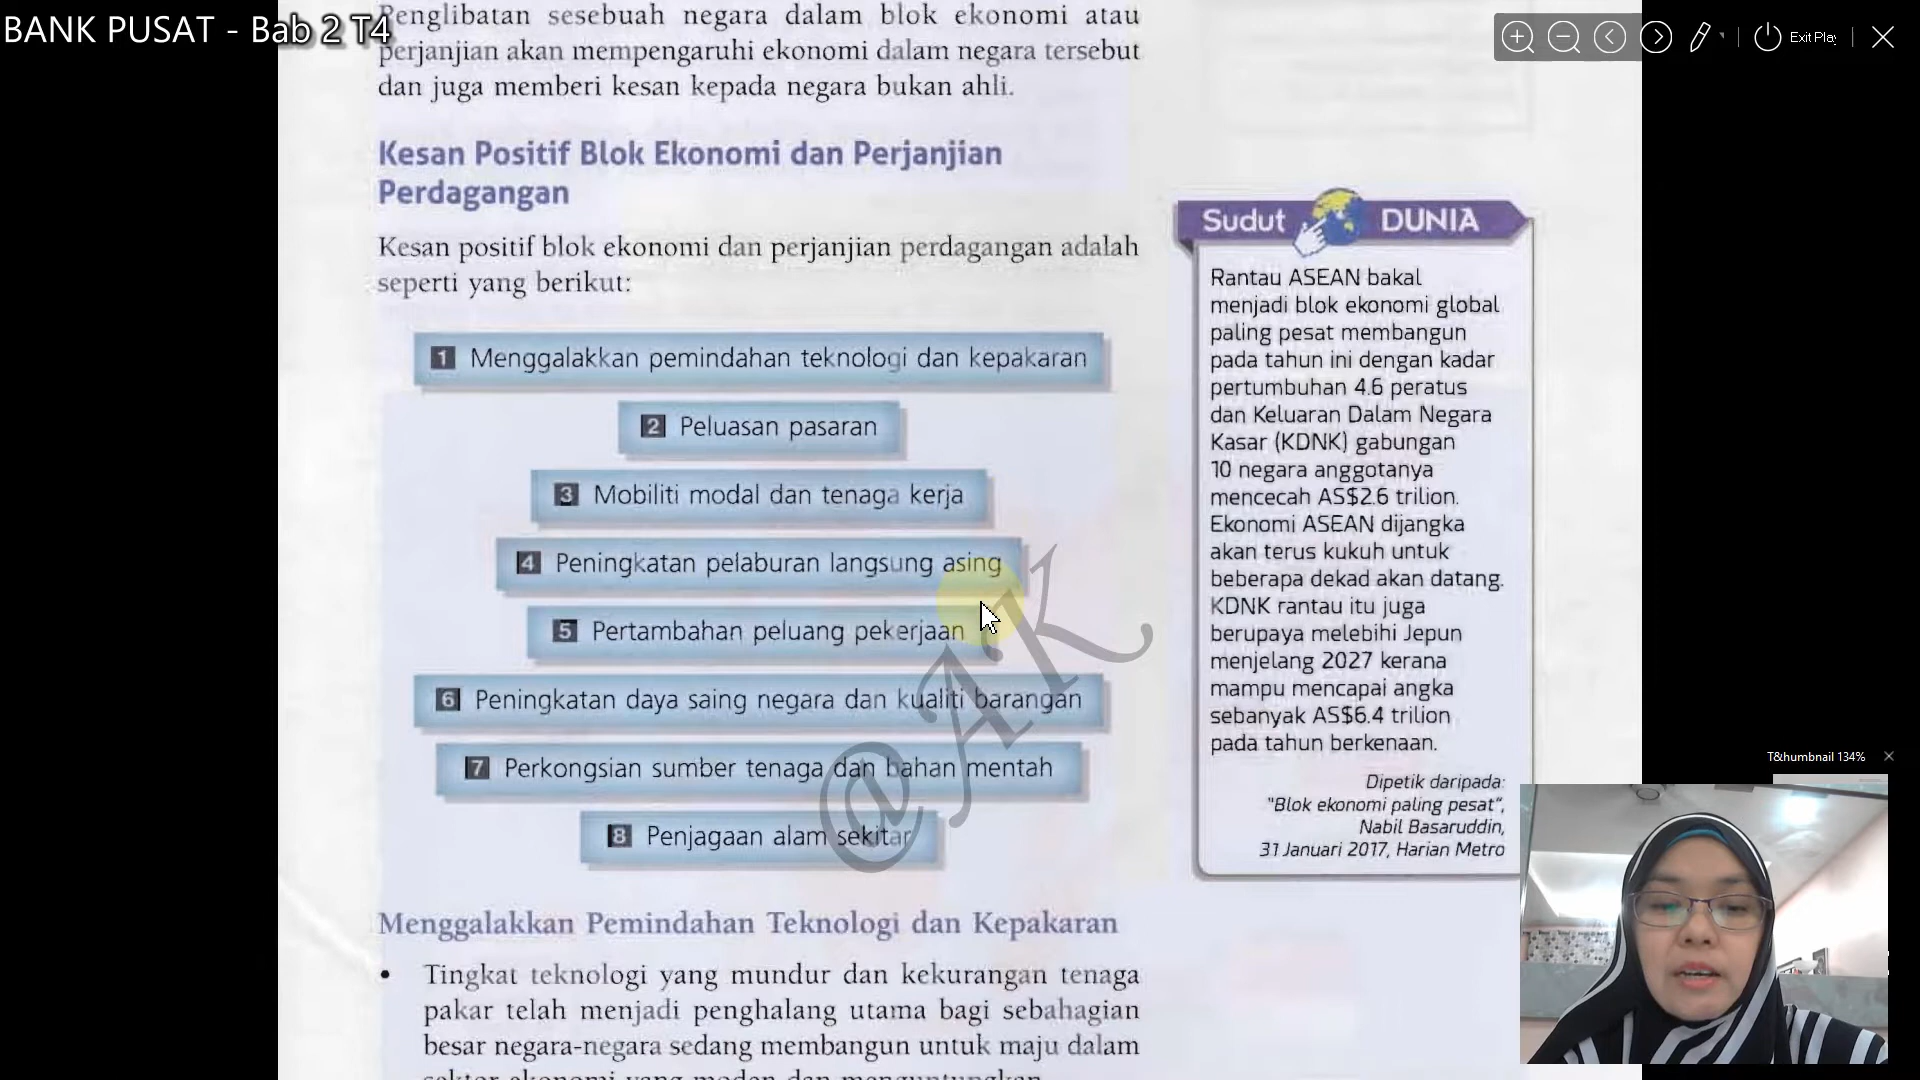 BANK PUSAT - Bab 2 T4
Penglibatan sesebuah negara dalam blok ekonomi atau
perjanjian akan mempengaruhi ekonomi dalam negara tersebut
dan juga memberi kesan kepada negara bukan ahli.
Exit Play
Kesan Positif Blok Ekonomi dan Perjanjian
Perdagangan
Kesan positif blok ekonomi dan perjanjian perdagangan adalah
seperti yang berikut:
1 Menggalakkan pemindahan teknologi dan kepakaran
2 Peluasan pasaran
3 Mobiliti modal dan tenaga kerja
4 Peningkatan pelaburan langsung asing
5 Pertambahan peluang pekerjaan
6 Peningkatan daya saing negara dan kualiti barangan
7 Perkongsian sumber tenaga dan bahan mentah
8 Penjagaan alam sekitar
@AK
Menggalakkan Pemindahan Teknologi dan Kepakaran
• Tingkat teknologi yang mundur dan kekurangan tenaga
pakar telah menjadi penghalang utama bagi sebahagian
besar negara-negara sedang membangun untuk maju dalam
sektor ekonomi yang moden dan menguntungkan.
Sudut DUNIA
Rantau ASEAN bakal
menjadi blok ekonomi global
paling pesat membangun
pada tahun ini dengan kadar
pertumbuhan 4.6 peratus
dan Keluaran Dalam Negara
Kasar (KDNK) gabungan
10 negara anggotanya
mencecah AS$2.6 trilion.
Ekonomi ASEAN dijangka
akan terus kukuh untuk
beberapa dekad akan datang.
KDNK rantau itu juga
berupaya melebihi Jepun
menjelang 2027 kerana
mampu mencapai angka
sebanyak AS$6.4 trilion
pada tahun berkenaan.
Dipetik daripada:
"Blok ekonomi paling pesat",
Nabil Basaruddin,
31 Januari 2017, Harian Metro
T&humbnail 134%